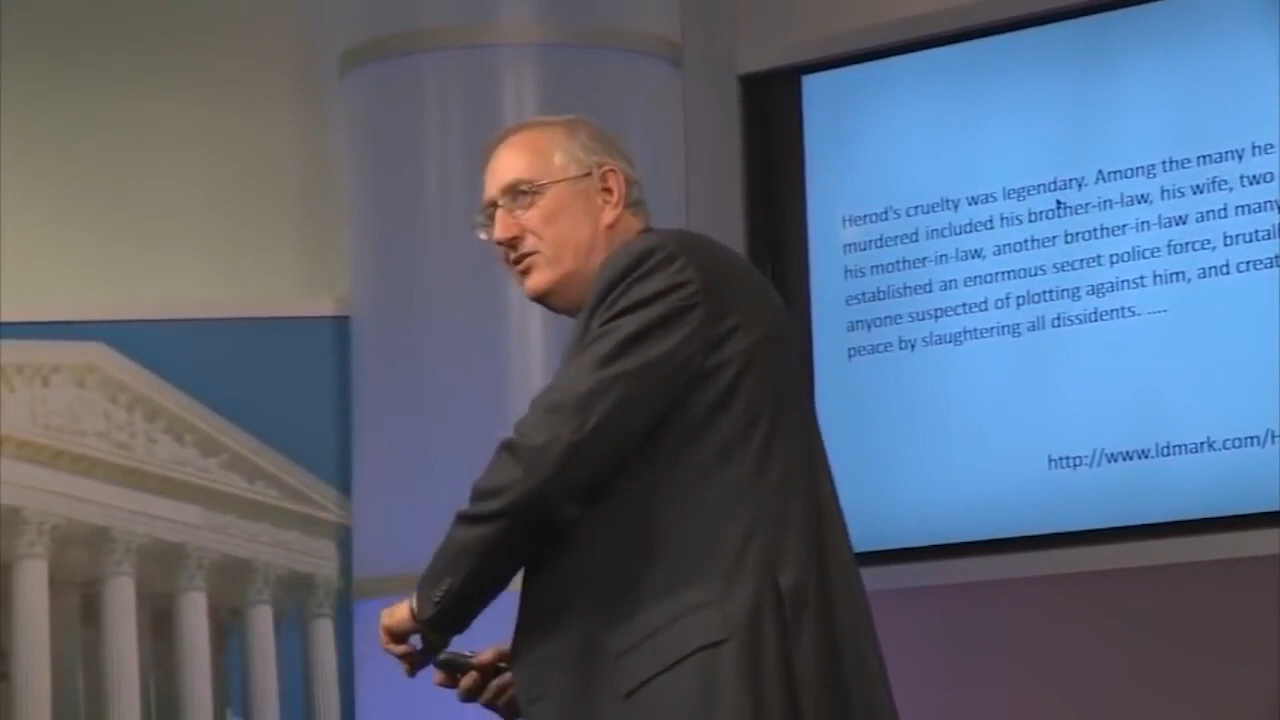 Herod's cruelty was legendary. Among the many he
murdered included his brother-in-law, his wife, two
his mother-in-law, another brother-in-law and many
established an enormous secret police force,
anyone suspected of plotting against him, and
peace by slaughtering all dissidents. ....
http://www.ldmark.com/